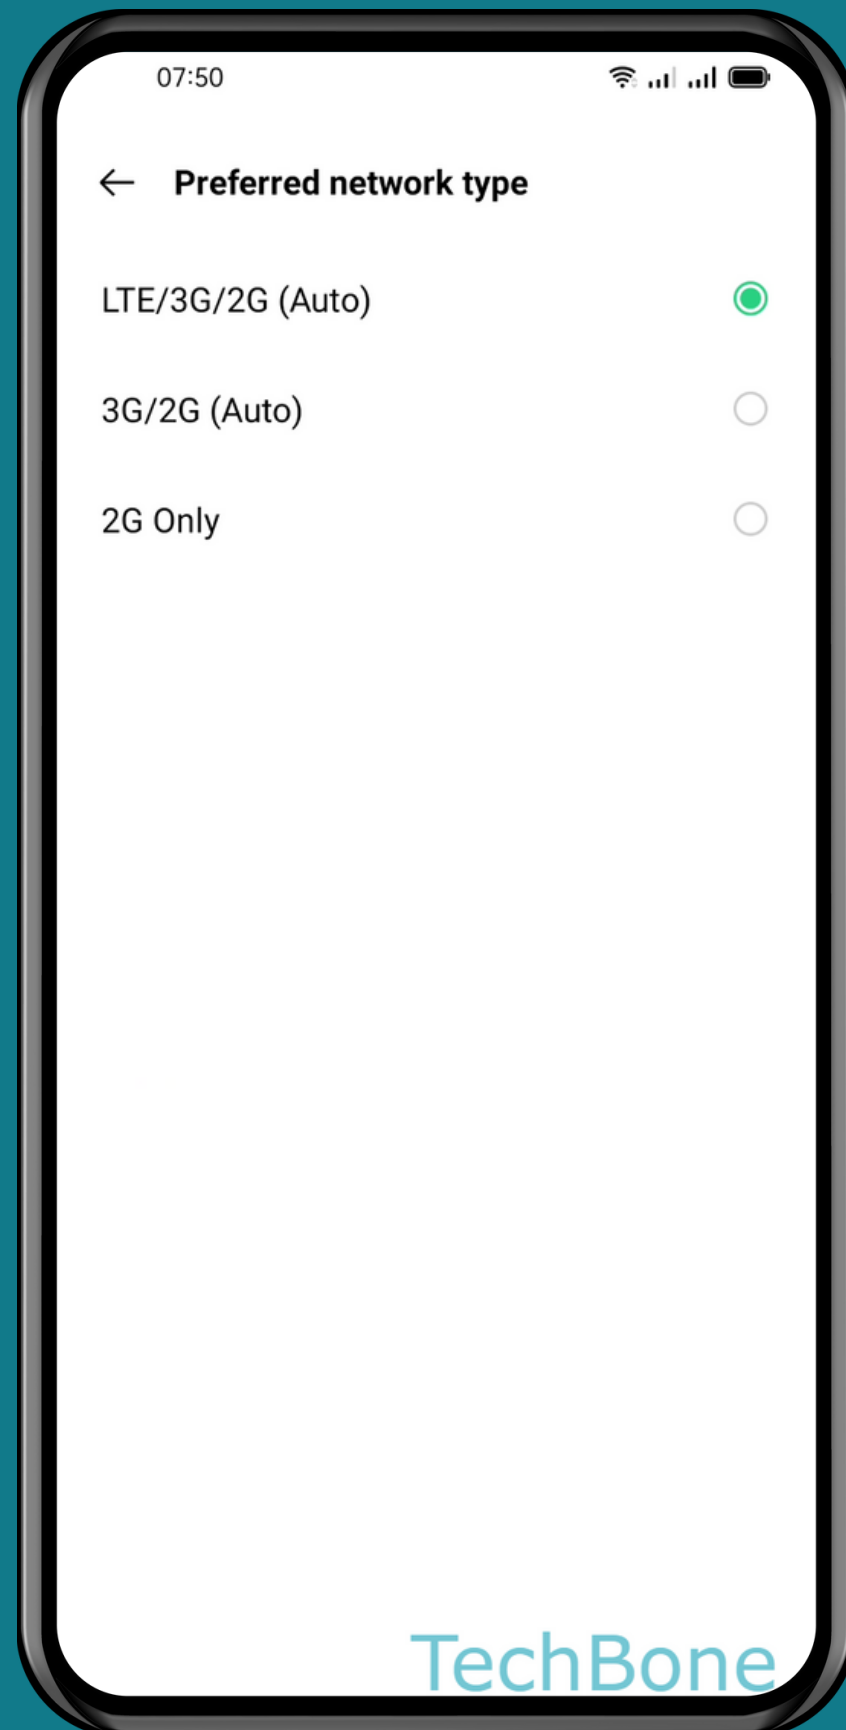 07:50
Preferred network type
LTE/3G/2G (Auto)
3G/2G (Auto)
2G Only
TechBone